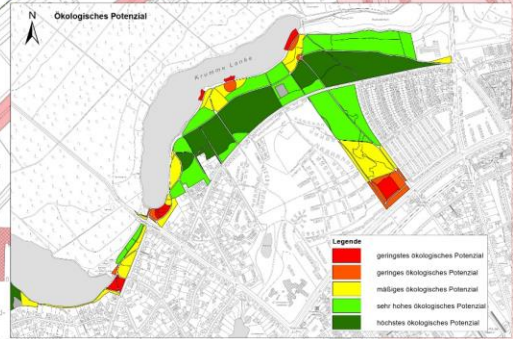 N
Ökologisches Potenzial
Krumme Lanke
Legende
geringstes ökologisches Potenzial
geringes ökologisches Potenzial
mäßiges ökologisches Potenzial
sehr hohes ökologisches Potenzial
höchstes ökologisches Potenzial